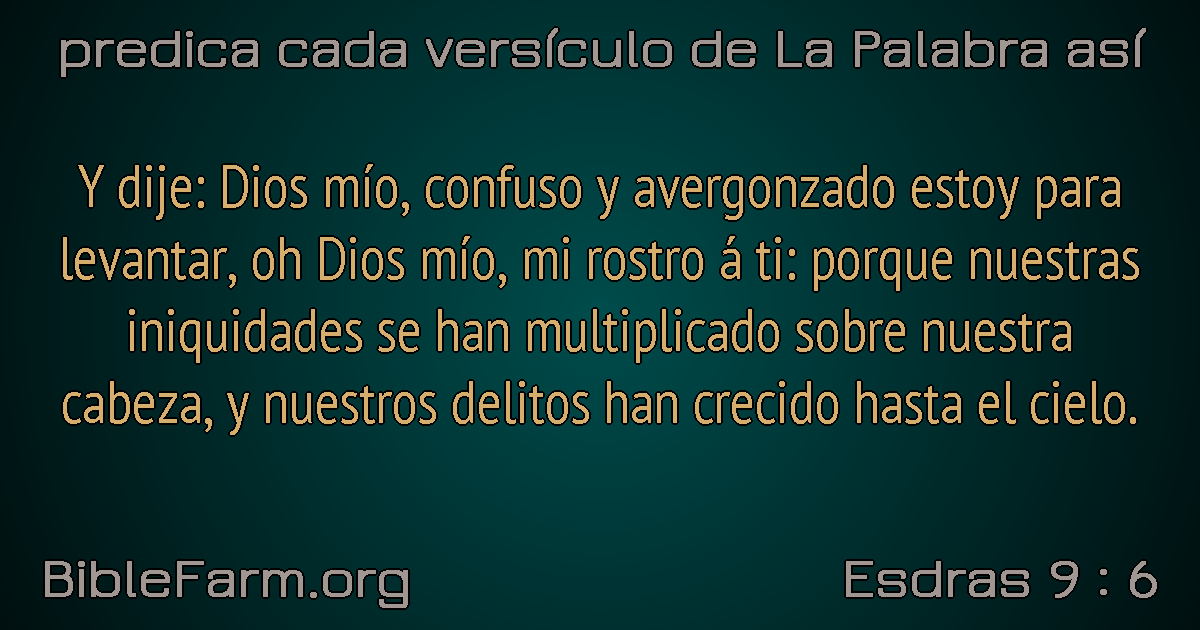 predica cada versículo de La Palabra así
Y dije: Dios mío, confuso y avergonzado estoy para
levantar, oh Dios mío, mi rostro á ti: porque nuestras
iniquidades se han multiplicado sobre nuestra
cabeza, y nuestros delitos han crecido hasta el cielo.
BibleFarm.org
Esdras 9 : 6